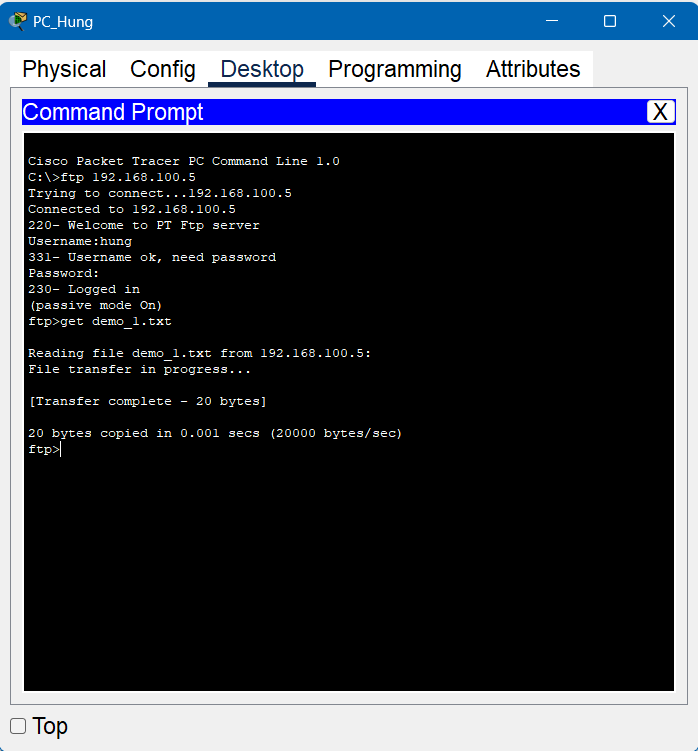 PC_Hung
Physical Config Desktop Programming Attributes
Command Prompt X
Cisco Packet Tracer PC Command Line 1.0
C:\>ftp 192.168.100.5
Trying to connect...192.168.100.5
Connected to 192.168.100.5
220- Welcome to PT Ftp server
Username:hung
331- Username ok, need password
Password:
230- Logged in
(passive mode On)
ftp>get demo_1.txt
Reading file demo_1.txt from 192.168.100.5:
File transfer in progress...
[Transfer complete - 20 bytes]
20 bytes copied in 0.001 secs (20000 bytes/sec)
ftp>
Top